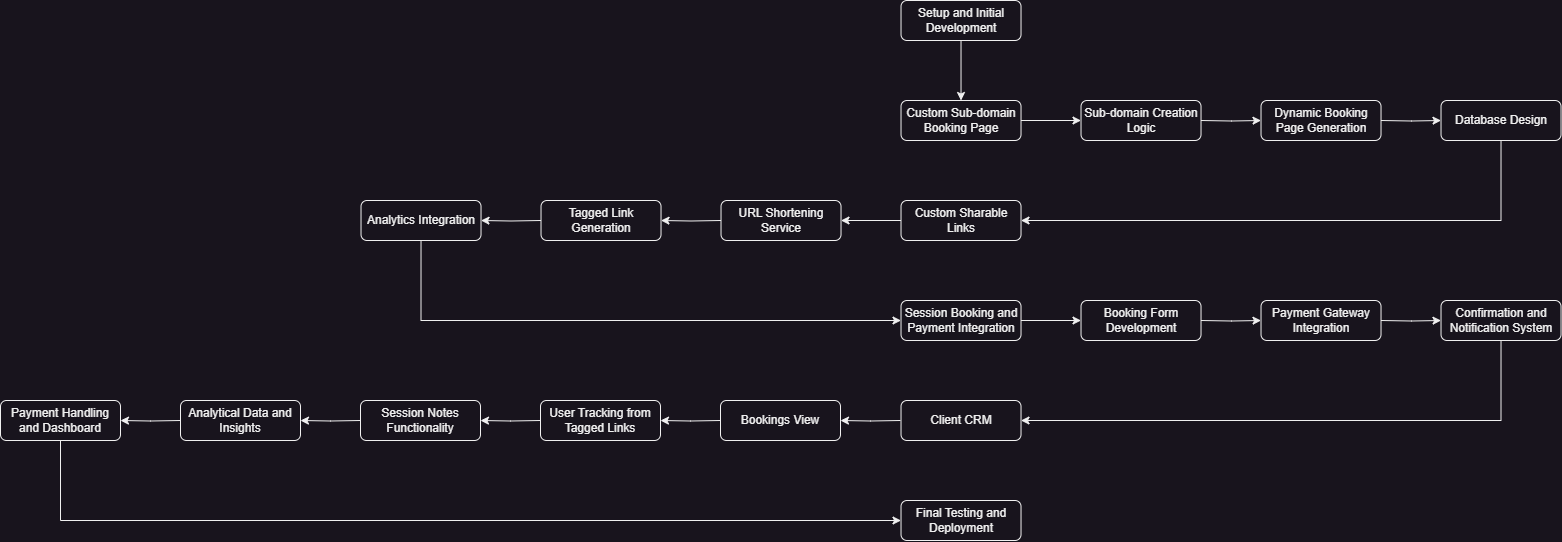 Setup and Initial
Development
Custom Sub-domain
Booking Page
Sub-domain Creation
Logic
Dynamic Booking
Page Generation
Database Design
Custom Sharable
Links
URL Shortening
Service
Tagged Link
Generation
Analytics Integration
Session Booking and
Payment Integration
Booking Form
Development
Payment Gateway
Integration
Confirmation and
Notification System
Client CRM
Bookings View
User Tracking from
Tagged Links
Session Notes
Functionality
Analytical Data and
Insights
Payment Handling
and Dashboard
Final Testing and
Deployment